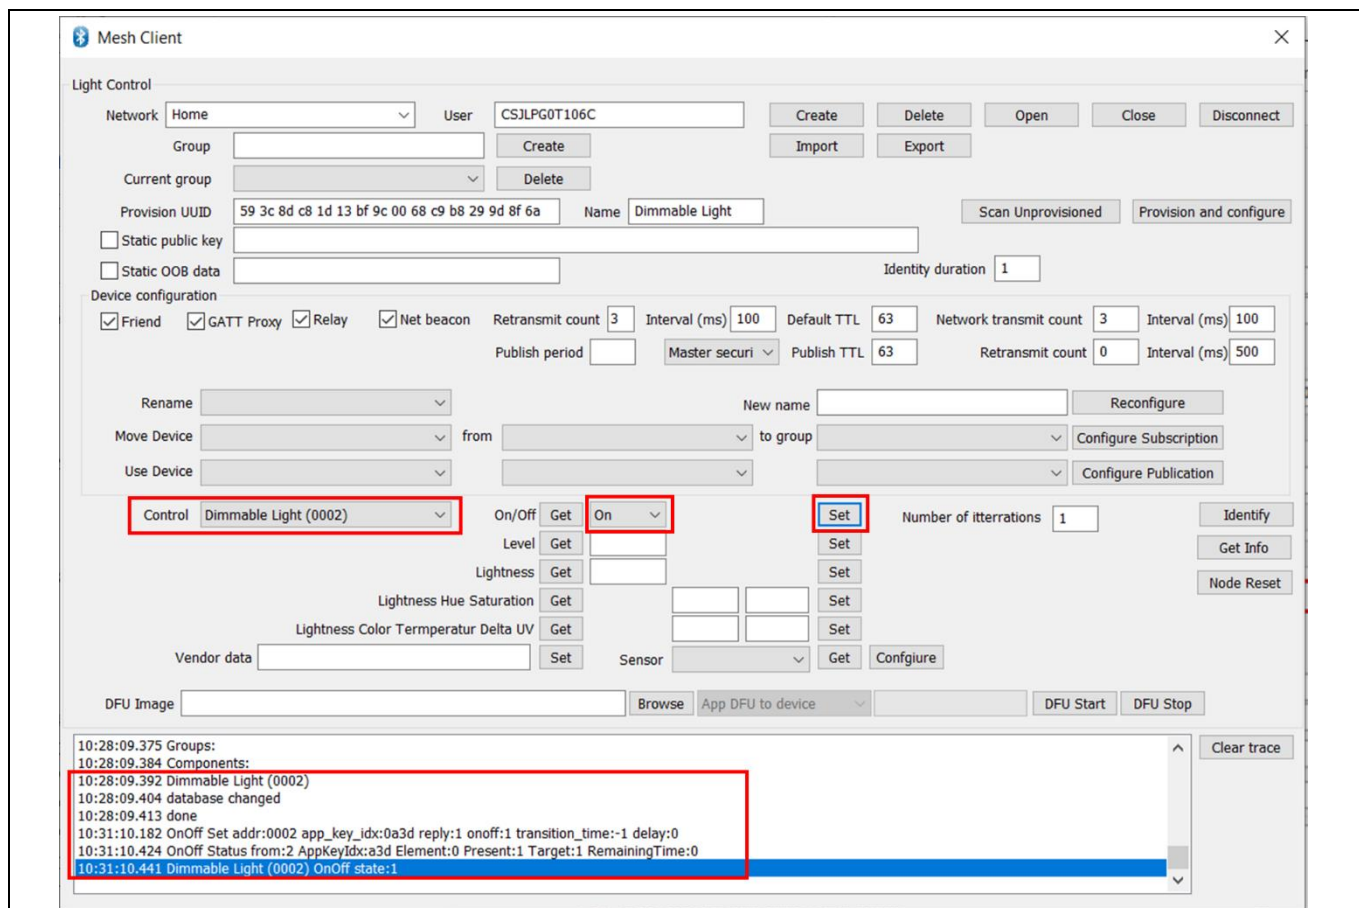 Mesh Client
Light Control
Network Home User CSJLPG0T106C Create Delete Open Close Disconnect
Group Create Import Export
Current group Delete
Provision UUID 59 3c 8d c8 1d 13 bf 9c 00 68 c9 b8 29 9d 8f 6a Name Dimmable Light Scan Unprovisioned Provision and configure
Static public key
Static OOB data Identity duration 1
Device configuration
Friend GATT Proxy Relay Net beacon Retransmit count 3 Interval (ms) 100 Default TTL 63 Network transmit count 3 Interval (ms) 100
Publish period Master securi Publish TTL 63 Retransmit count 0 Interval (ms) 500
Rename New name Reconfigure
Move Device from to group Configure Subscription
Use Device Configure Publication
Control Dimmable Light (0002) On/Off Get On Set Number of itterrations 1 Identify
Level Get Set Get Info
Lightness Get Set Node Reset
Lightness Hue Saturation Get Set
Lightness Color Termperatur Delta UV Get Set
Vendor data Set Sensor Get Confgiure
DFU Image Browse App DFU to device DFU Start DFU Stop
10:28:09.375 Groups: Clear trace
10:28:09.384 Components:
10:28:09.392 Dimmable Light (0002)
10:28:09.404 database changed
10:28:09.413 done
10:31:10.182 OnOff Set addr:0002 app_key_idx:0a3d reply:1 onoff:1 transition_time:-1 delay:0
10:31:10.424 OnOff Status from:2 AppKeyIdx:a3d Element:0 Present:1 Target:1 RemainingTime:0
10:31:10.441 Dimmable Light (0002) OnOff state:1